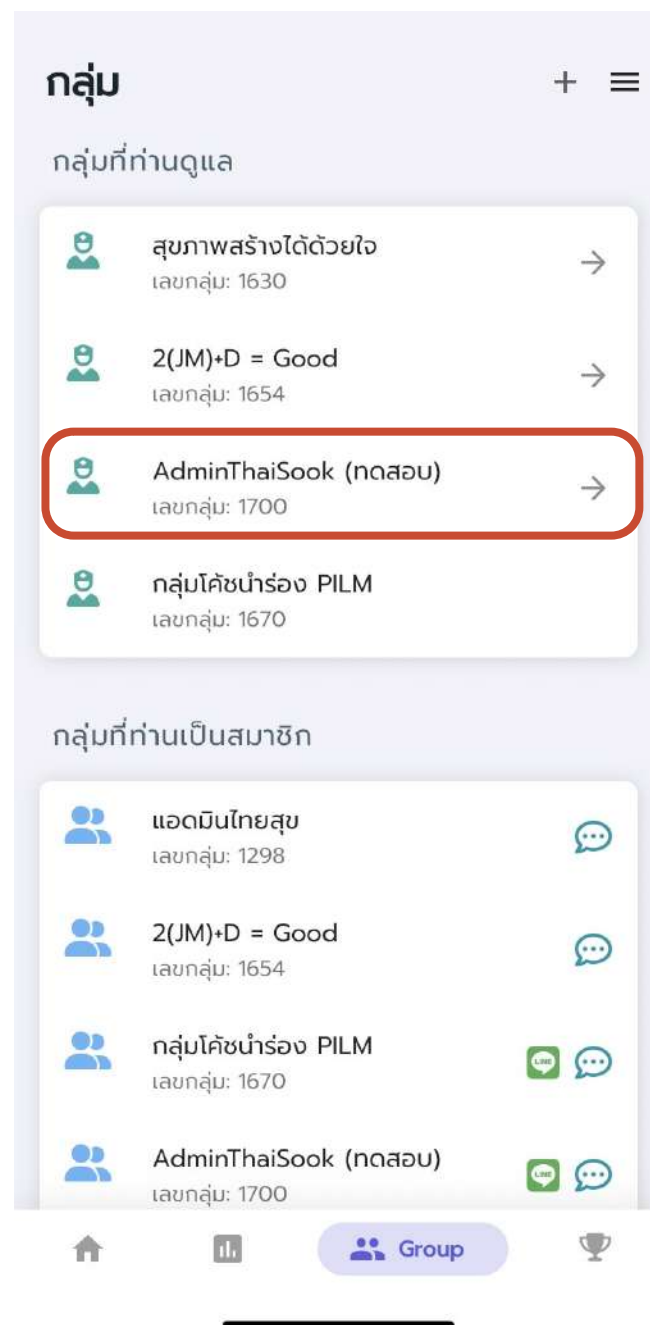 กลุ่ม
กลุ่มที่ท่านดูแล
สุขภาพสร้างได้ด้วยใจ
เลขกลุ่ม: 1630
2(JM)+D = Good
เลขกลุ่ม: 1654
AdminThaiSook (ทดสอบ)
เลขกลุ่ม: 1700
กลุ่มโค้ชนำร่อง PILM
เลขกลุ่ม: 1670
กลุ่มที่ท่านเป็นสมาชิก
แอดมินไทยสุข
เลขกลุ่ม: 1298
2(JM)+D = Good
เลขกลุ่ม: 1654
กลุ่มโค้ชนำร่อง PILM
LINE
เลขกลุ่ม: 1670
AdminThaiSook (ทดสอบ)
LINE
เลขกลุ่ม: 1700
Group